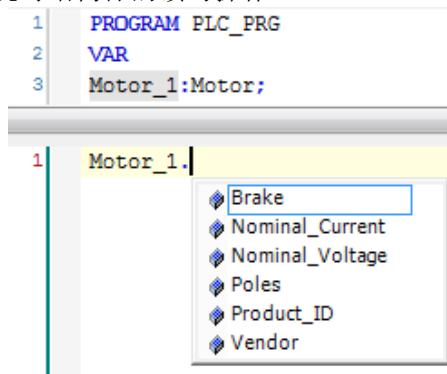 1 PROGRAM PLC_PRG
2 VAR
3 Motor_1:Motor;
1 Motor_1.
Brake
Nominal_Current
Nominal_Voltage
Poles
Product_ID
Vendor